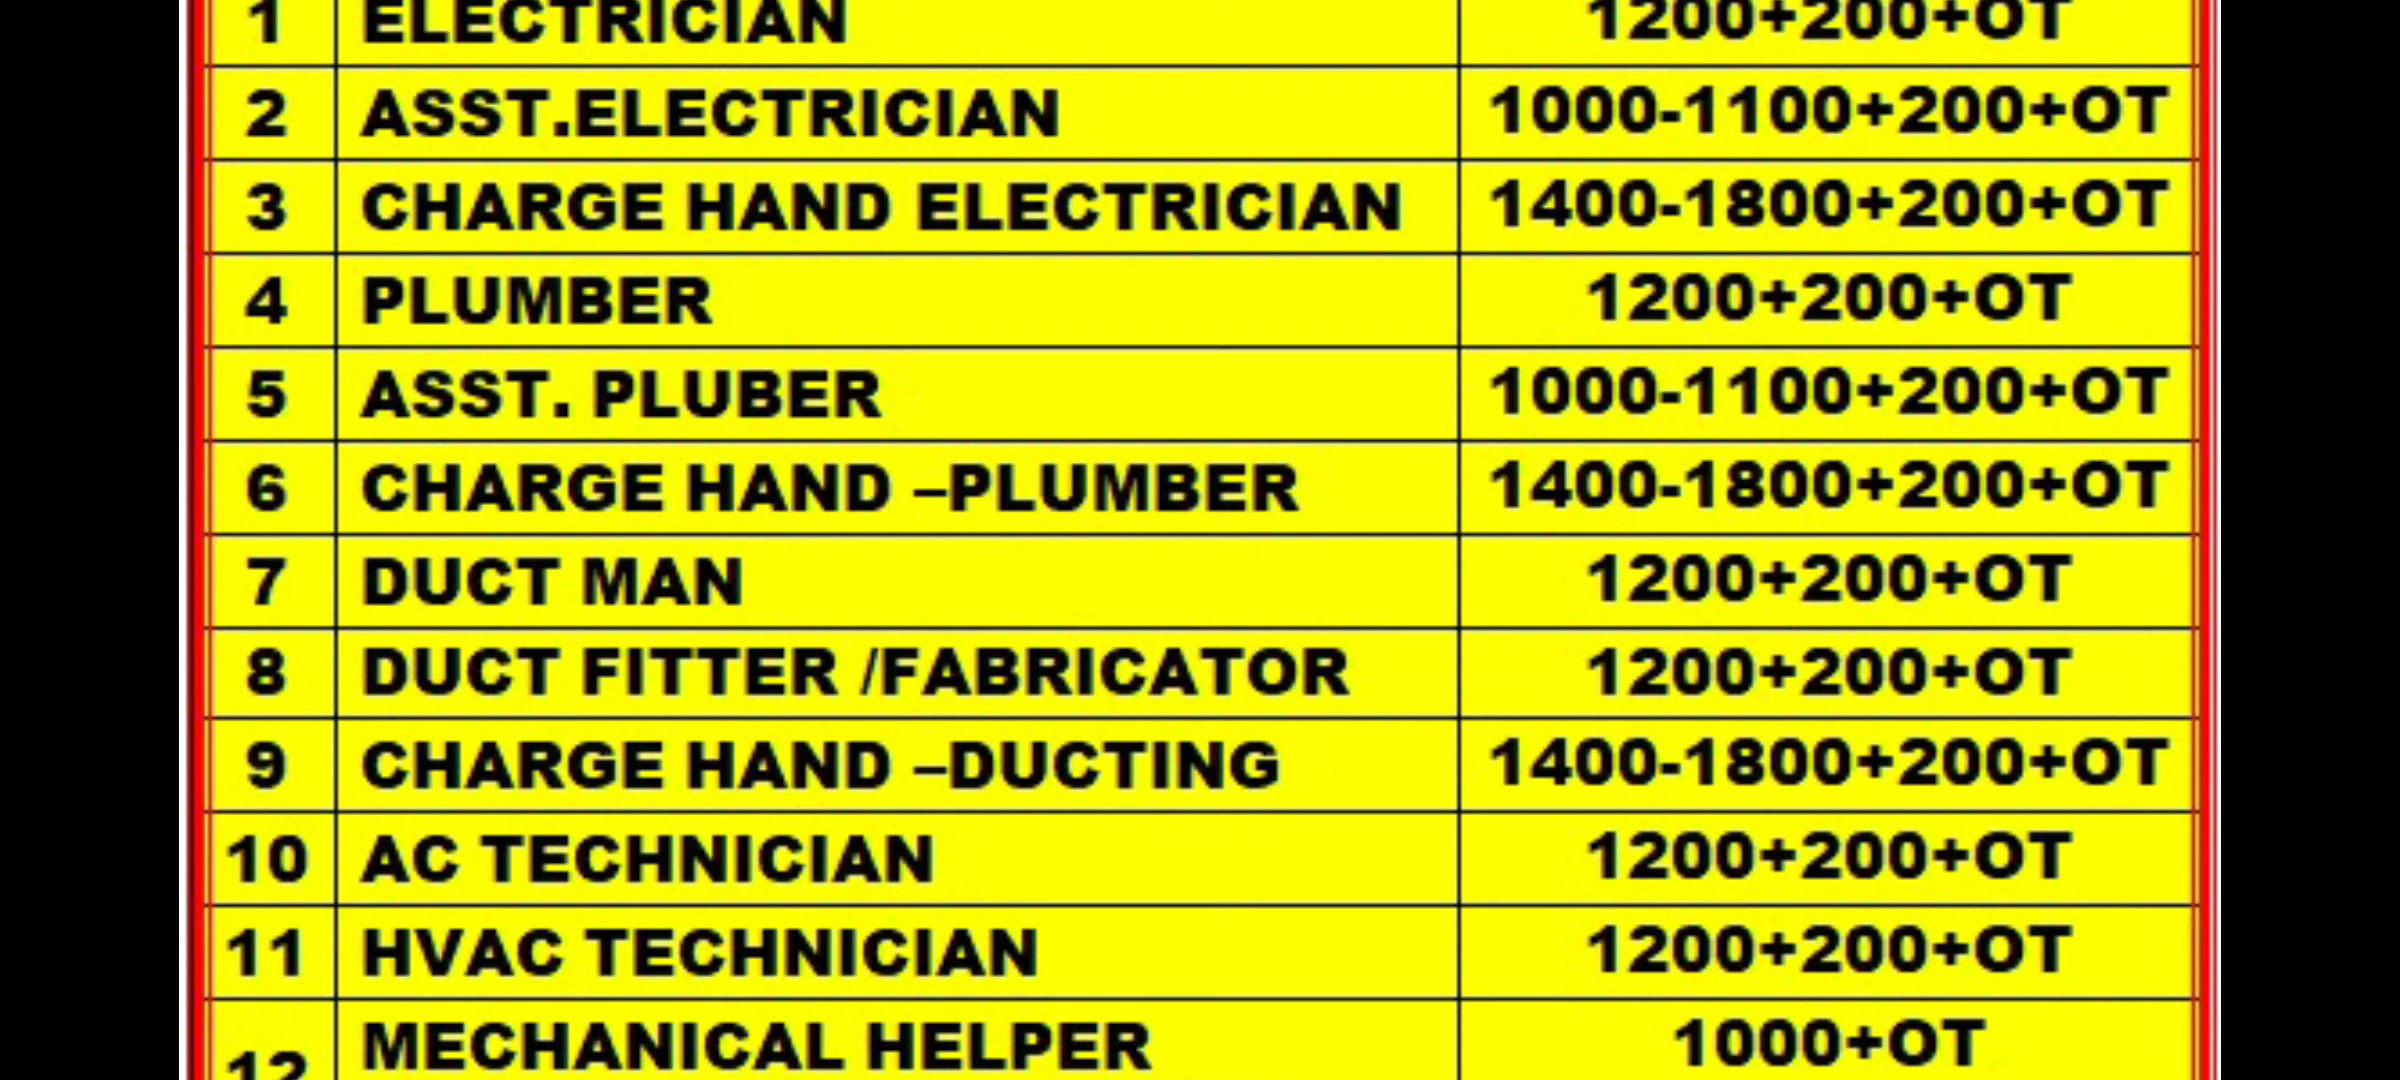 1 ELECTRICIAN 1200+200+OT
2 ASST.ELECTRICIAN 1000-1100+200+OT
3 CHARGE HAND ELECTRICIAN 1400-1800+200+OT
4 PLUMBER 1200+200+OT
5 ASST. PLUBER 1000-1100+200+OT
6 CHARGE HAND –PLUMBER 1400-1800+200+OT
7 DUCT MAN 1200+200+OT
8 DUCT FITTER /FABRICATOR 1200+200+OT
9 CHARGE HAND –DUCTING 1400-1800+200+OT
10 AC TECHNICIAN 1200+200+OT
11 HVAC TECHNICIAN 1200+200+OT
12 MECHANICAL HELPER 1000+OT